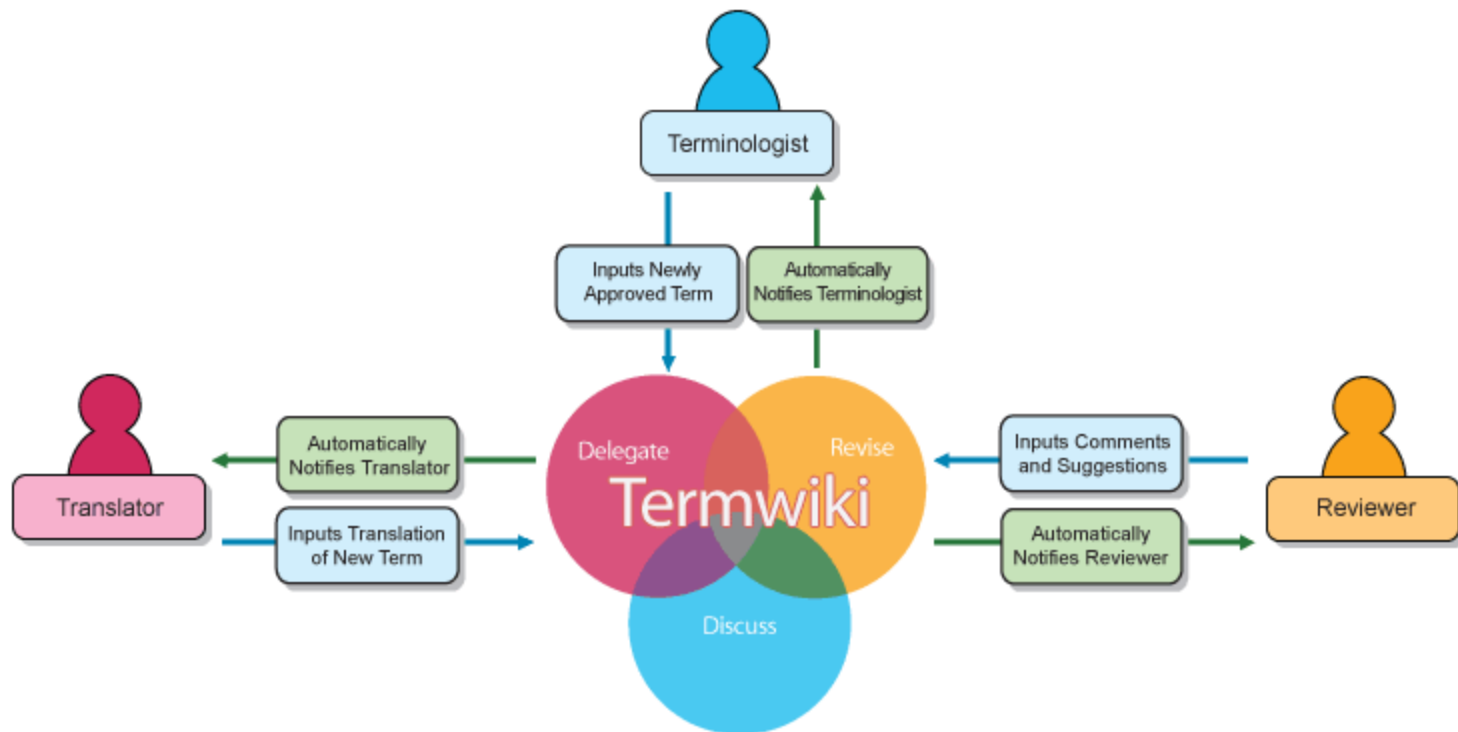 Terminologist
Inputs Newly
Approved Term
Automatically
Notifies Terminologist
Translator
Automatically
Notifies Translator
Inputs Translation
of New Term
Delegate
Revise
Termwiki
Discuss
Inputs Comments
and Suggestions
Automatically
Notifies Reviewer
Reviewer